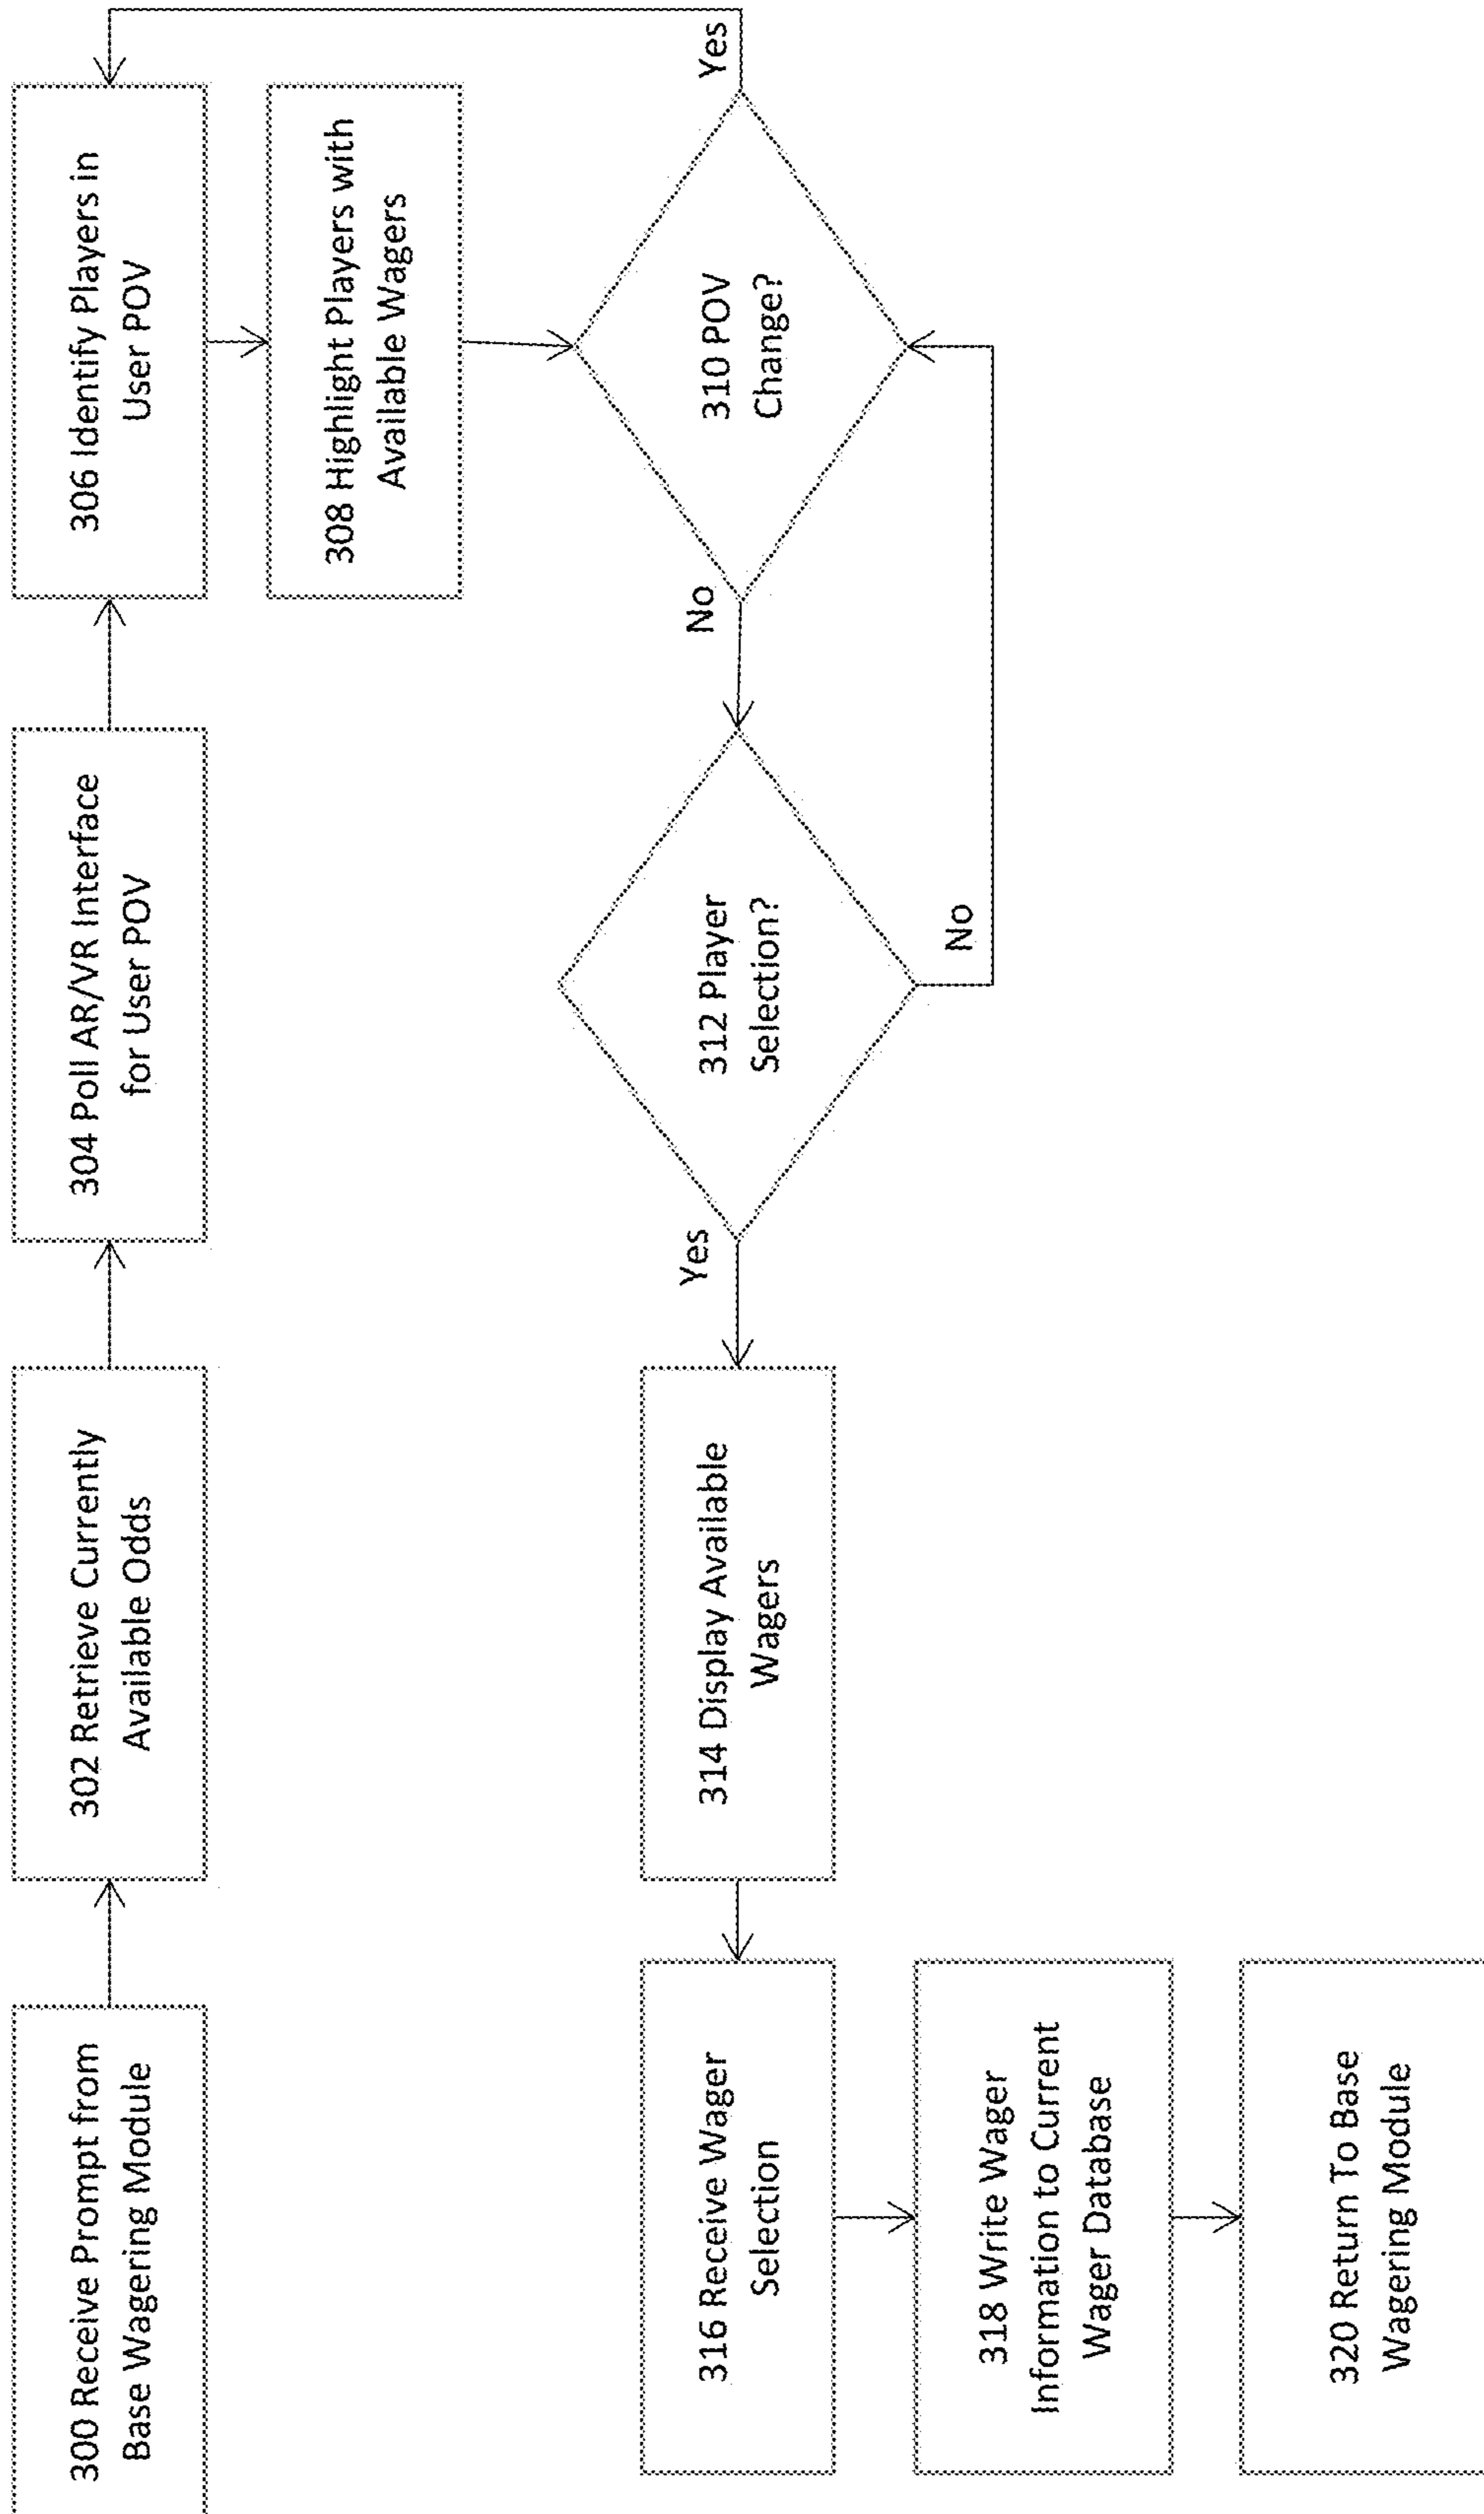 300 Receive Prompt from
Base Wagering Module
302 Retrieve Currently
Available Odds
304 Poll AR/VR Interface
for User POV
306 Identify Players in
User POV
308 Highlight Players with
Available Wagers
310 POV
Change?
Yes
No
312 Player
Selection?
No
Yes
314 Display Available
Wagers
316 Receive Wager
Selection
318 Write Wager
Information to Current
Wager Database
320 Return To Base
Wagering Module